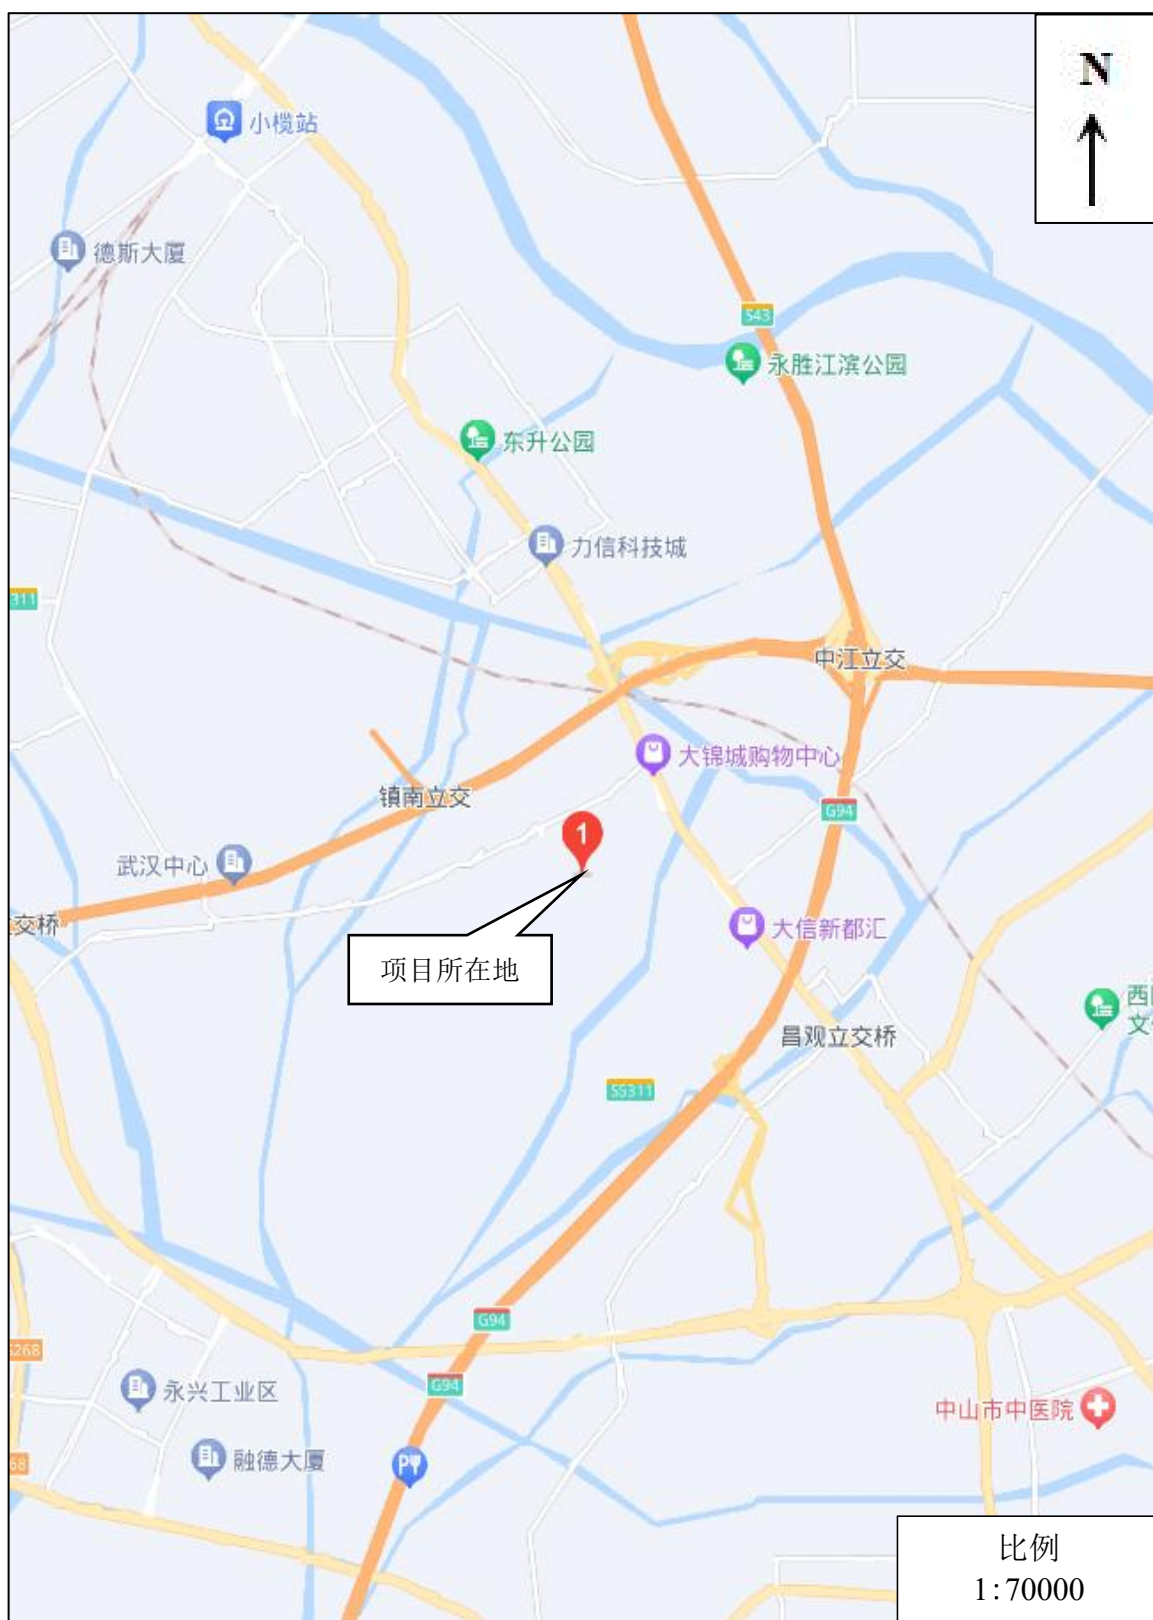 N
小榄站
德斯大厦
S43
永胜江滨公园
东升公园
力信科技城
311
中江立交
大锦城购物中心
镇南立交
G94
1
武汉中心
交桥
大信新都汇
项目所在地
西
文
昌观立交桥
S5311
G94
268
G94
永兴工业区
中山市中医院
融德大厦
68
P
比例
1:70000